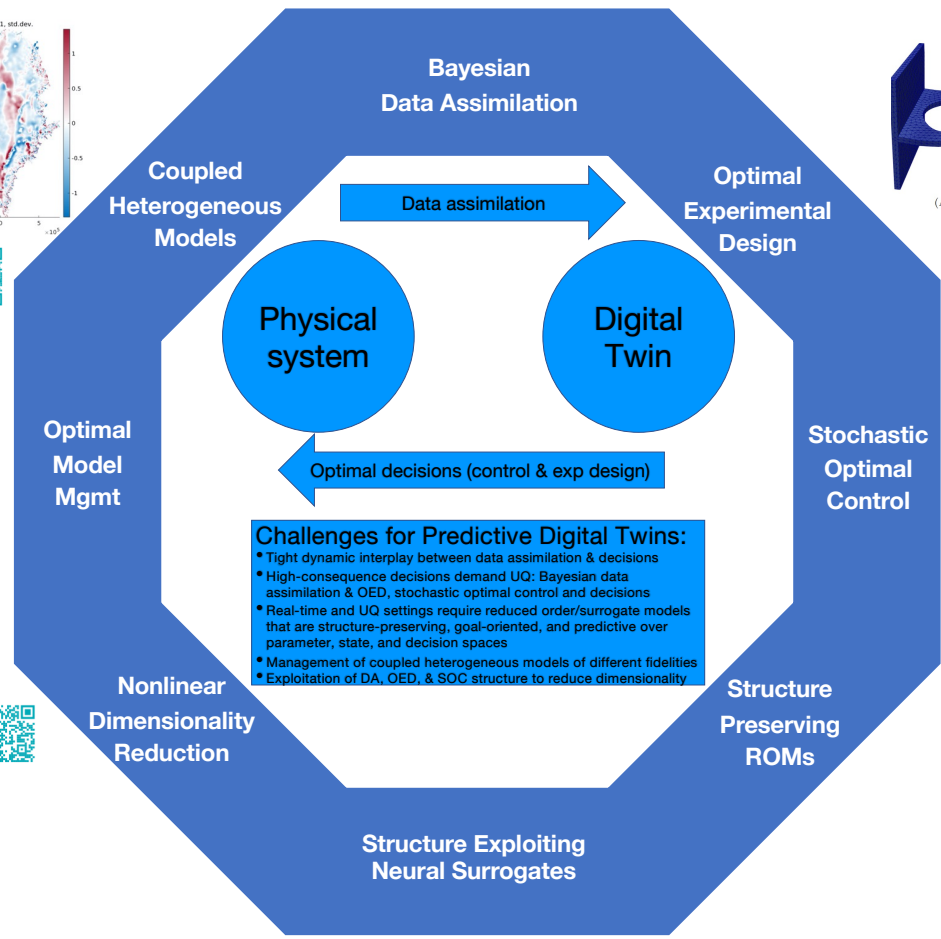 1, std.dev.
1
0.5
0
-0.5
-1
0
5
×10⁵
Bayesian
Data Assimilation
Coupled
Heterogeneous
Models
Optimal
Experimental
Design
Data assimilation
Physical
system
Digital
Twin
Optimal
Model
Mgmt
Stochastic
Optimal
Control
Optimal decisions (control & exp design)
Challenges for Predictive Digital Twins:
• Tight dynamic interplay between data assimilation & decisions
• High-consequence decisions demand UQ: Bayesian data
assimilation & OED, stochastic optimal control and decisions
• Real-time and UQ settings require reduced order/surrogate models
that are structure-preserving, goal-oriented, and predictive over
parameter, state, and decision spaces
• Management of coupled heterogeneous models of different fidelities
• Exploitation of DA, OED, & SOC structure to reduce dimensionality
Nonlinear
Dimensionality
Reduction
Structure
Preserving
ROMs
Structure Exploiting
Neural Surrogates